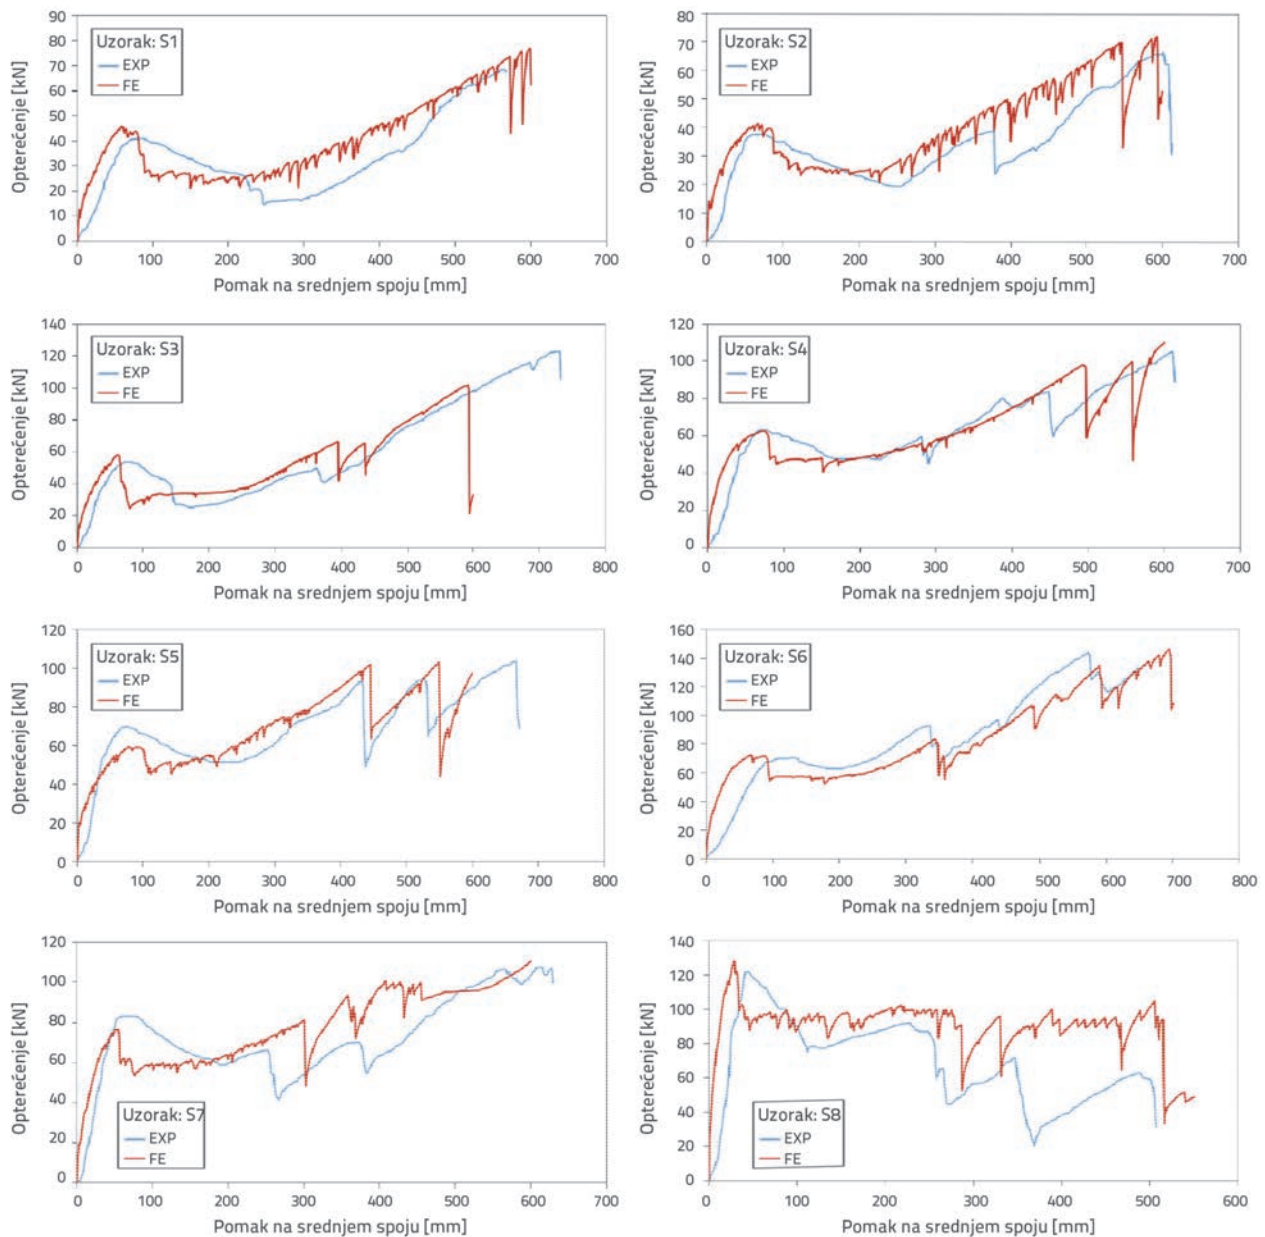 Uzorak: S1
EXP
FE
Opterećenje [kN]
90
80
70
60
50
40
30
20
10
0
0 100 200 300 400 500 600 700
Pomak na srednjem spoju [mm]
Uzorak: S2
EXP
FE
Opterećenje [kN]
80
70
60
50
40
30
20
10
0
0 100 200 300 400 500 600 700
Pomak na srednjem spoju [mm]
Uzorak: S3
EXP
FE
Opterećenje [kN]
140
120
100
80
60
40
20
0
0 100 200 300 400 500 600 700 800
Pomak na srednjem spoju [mm]
Uzorak: S4
EXP
FE
Opterećenje [kN]
120
100
80
60
40
20
0
0 100 200 300 400 500 600 700
Pomak na srednjem spoju [mm]
Uzorak: S5
EXP
FE
Opterećenje [kN]
120
100
80
60
40
20
0
0 100 200 300 400 500 600 700 800
Pomak na srednjem spoju [mm]
Uzorak: S6
EXP
FE
Opterećenje [kN]
160
140
120
100
80
60
40
20
0
0 100 200 300 400 500 600 700 800
Pomak na srednjem spoju [mm]
Uzorak: S7
EXP
FE
Opterećenje [kN]
120
100
80
60
40
20
0
0 100 200 300 400 500 600 700
Pomak na srednjem spoju [mm]
Uzorak: S8
EXP
FE
Opterećenje [kN]
140
120
100
80
60
40
20
0
0 100 200 300 400 500 600
Pomak na srednjem spoju [mm]